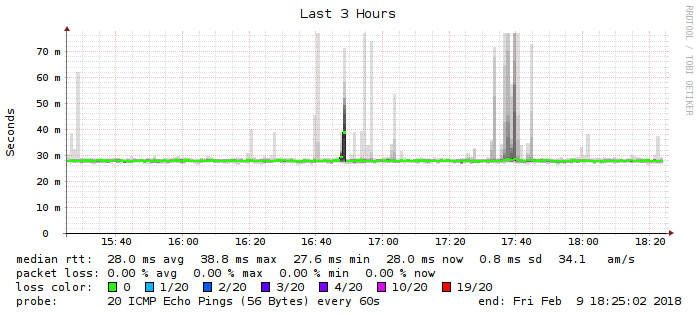 Last 3 Hours
RRDTOOL / TOBI OETIKER
Seconds
70 m
60 m
50 m
40 m
30 m
20 m
10 m
0
15:40 16:00 16:20 16:40 17:00 17:20 17:40 18:00 18:20
median rtt: 28.0 ms avg 38.8 ms max 27.6 ms min 28.0 ms now 0.8 ms sd 34.1 am/s
packet loss: 0.00 % avg 0.00 % max 0.00 % min 0.00 % now
loss color: 0 1/20 2/20 3/20 4/20 10/20 19/20
probe: 20 ICMP Echo Pings (56 Bytes) every 60s end: Fri Feb 9 18:25:02 2018